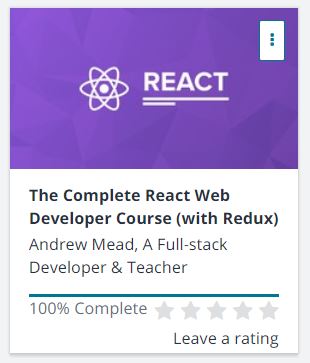 REACT
The Complete React Web
Developer Course (with Redux)
Andrew Mead, A Full-stack
Developer & Teacher
100% Complete
Leave a rating